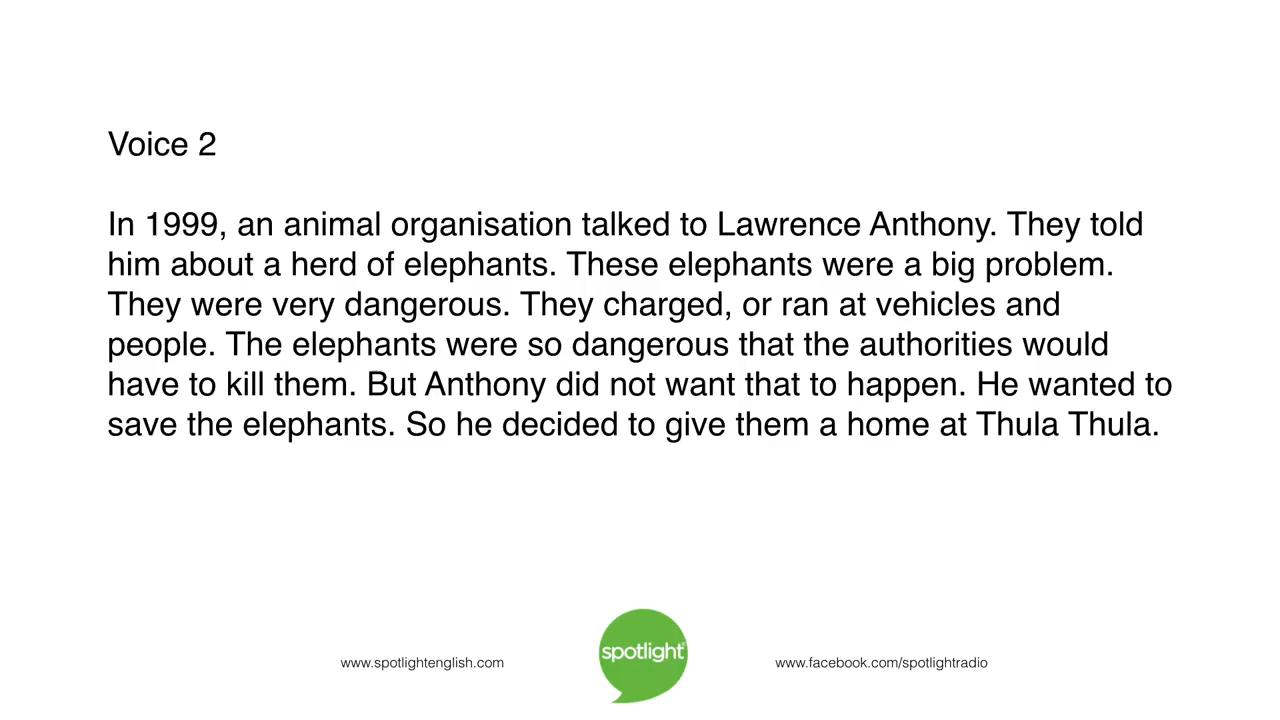 Voice 2
In 1999, an animal organisation talked to Lawrence Anthony. They told
him about a herd of elephants. These elephants were a big problem.
They were very dangerous. They charged, or ran at vehicles and
people. The elephants were so dangerous that the authorities would
have to kill them. But Anthony did not want that to happen. He wanted to
save the elephants. So he decided to give them a home at Thula Thula.
www.spotlightenglish.com
spotlight®
www.facebook.com/spotlightradio